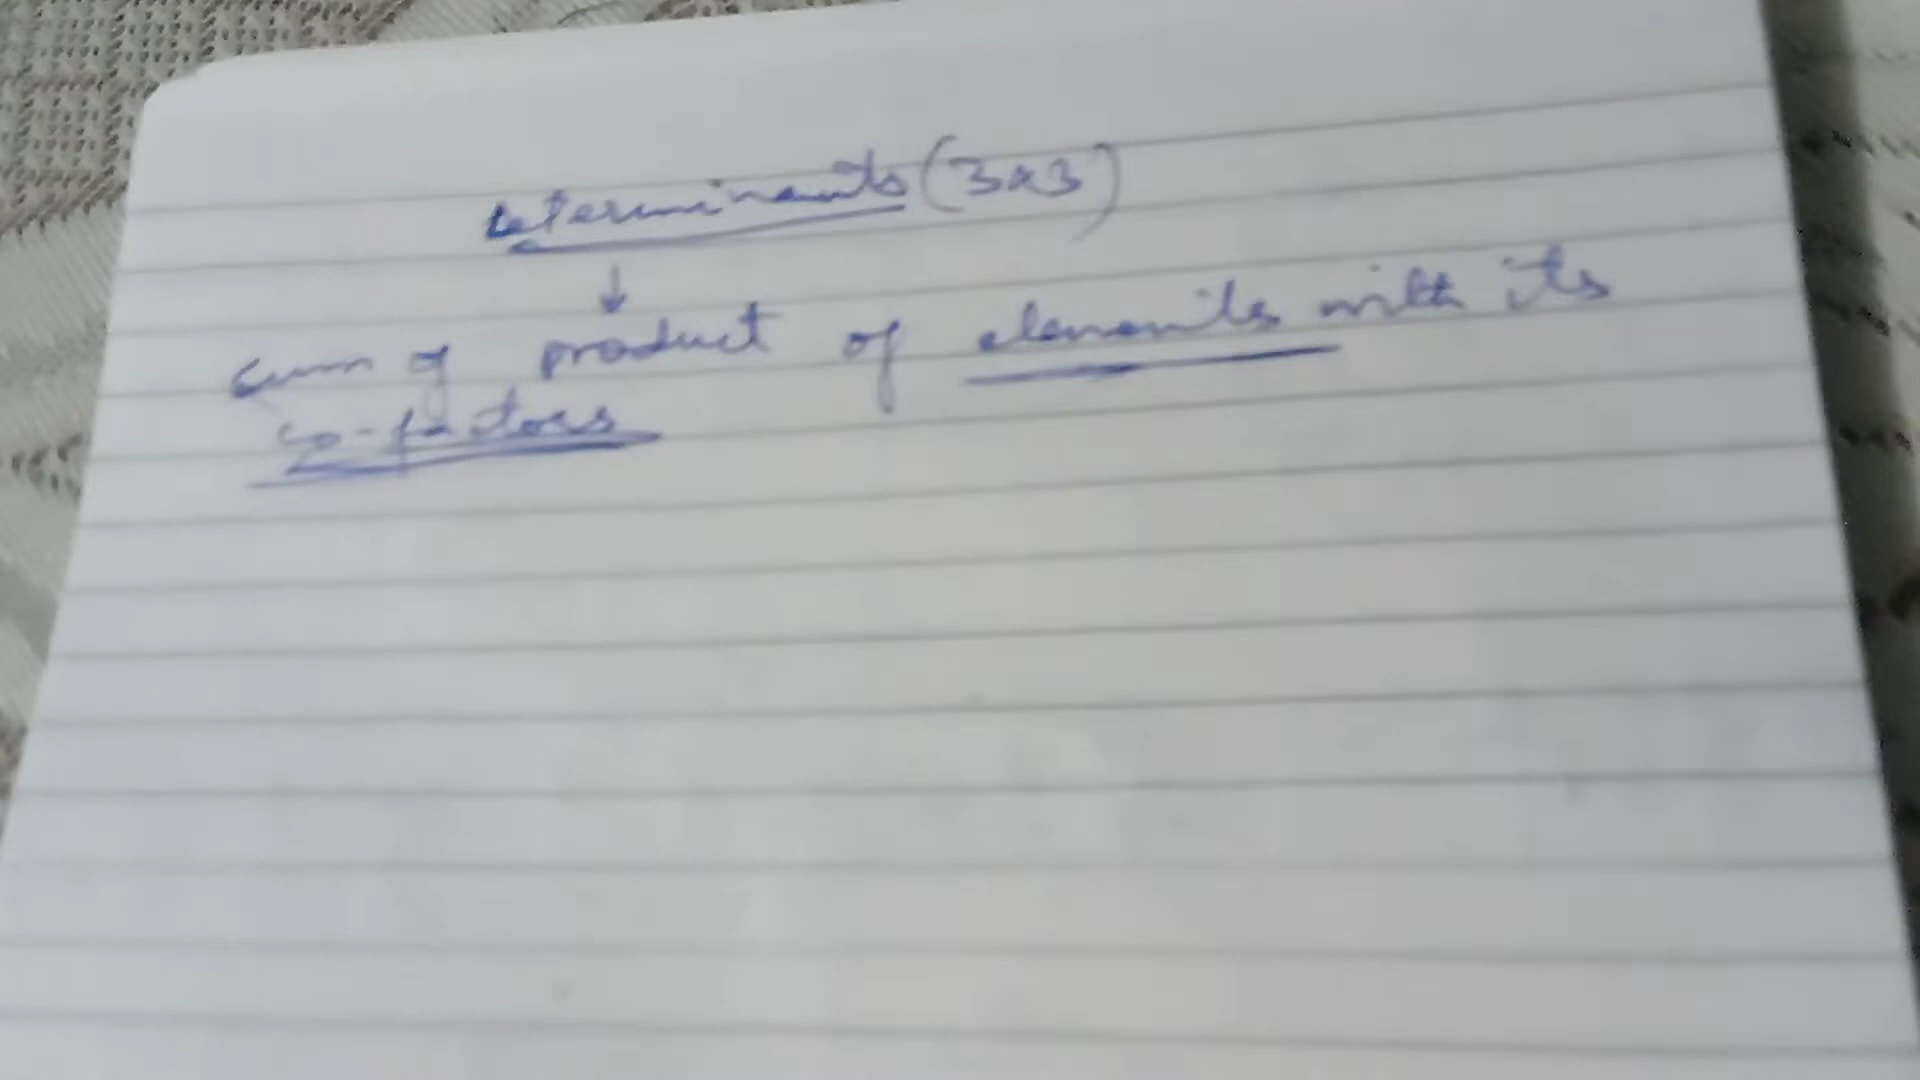 Determinants (3x3)
↓
Sum of product of elements with its
co-factors